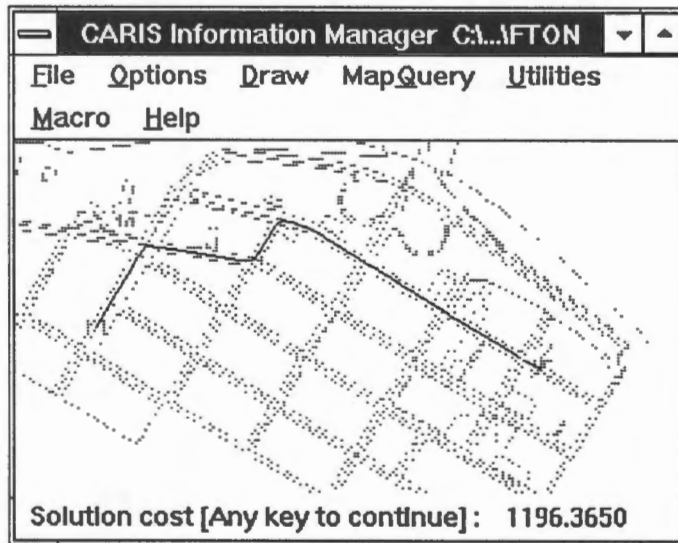 CARIS Information Manager C:\...\FTON
File Options Draw MapQuery Utilities
Macro Help
Solution cost [Any key to continue] : 1196.3650